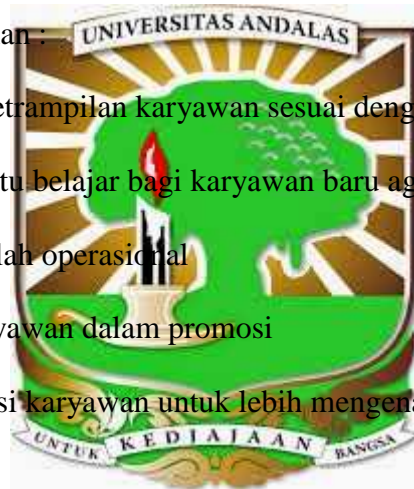 UNIVERSITAS ANDALAS
an :
etrampilan karyawan sesuai deng
tu belajar bagi karyawan baru ag
lah operasional
yawan dalam promosi
si karyawan untuk lebih mengena
UNTUK KEDJAJAAN BANGSA